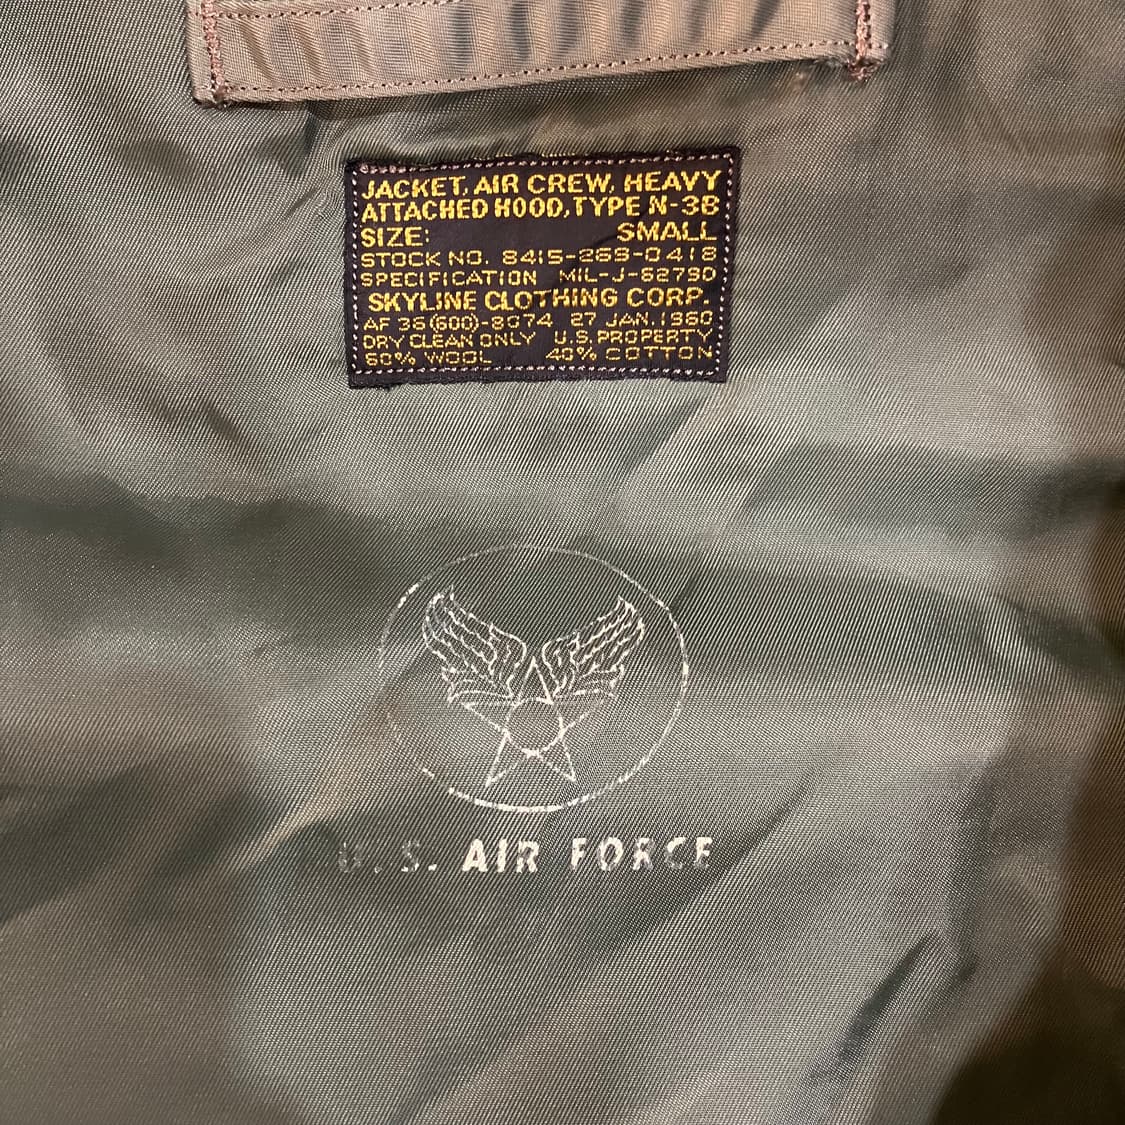 JACKET, AIR CREW, HEAVY
ATTACHED HOOD, TYPE N-3B
SIZE: SMALL
STOCK NO. 8415-269-0418
SPECIFICATION MIL-J-6279D
SKYLINE CLOTHING CORP.
AF 36(600)-8074 27 JAN.1960
DRY CLEAN ONLY U.S. PROPERTY
60% WOOL 40% COTTON
U.S. AIR FORCE